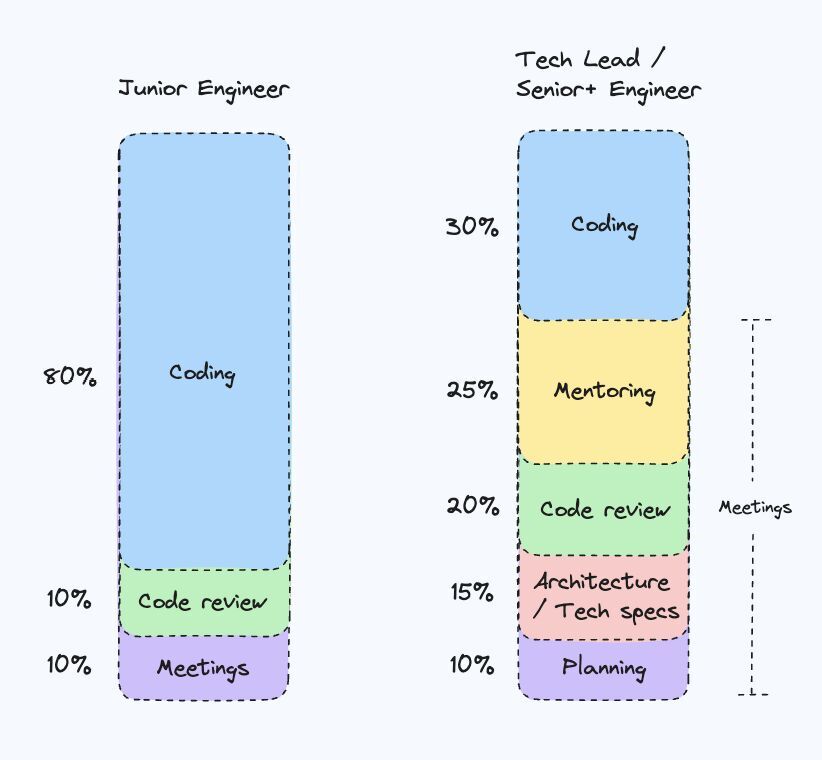 Junior Engineer
80%
Coding
10%
Code review
10%
Meetings
Tech Lead /
Senior+ Engineer
30%
Coding
25%
Mentoring
20%
Code review
15%
Architecture
/ Tech specs
10%
Planning
Meetings